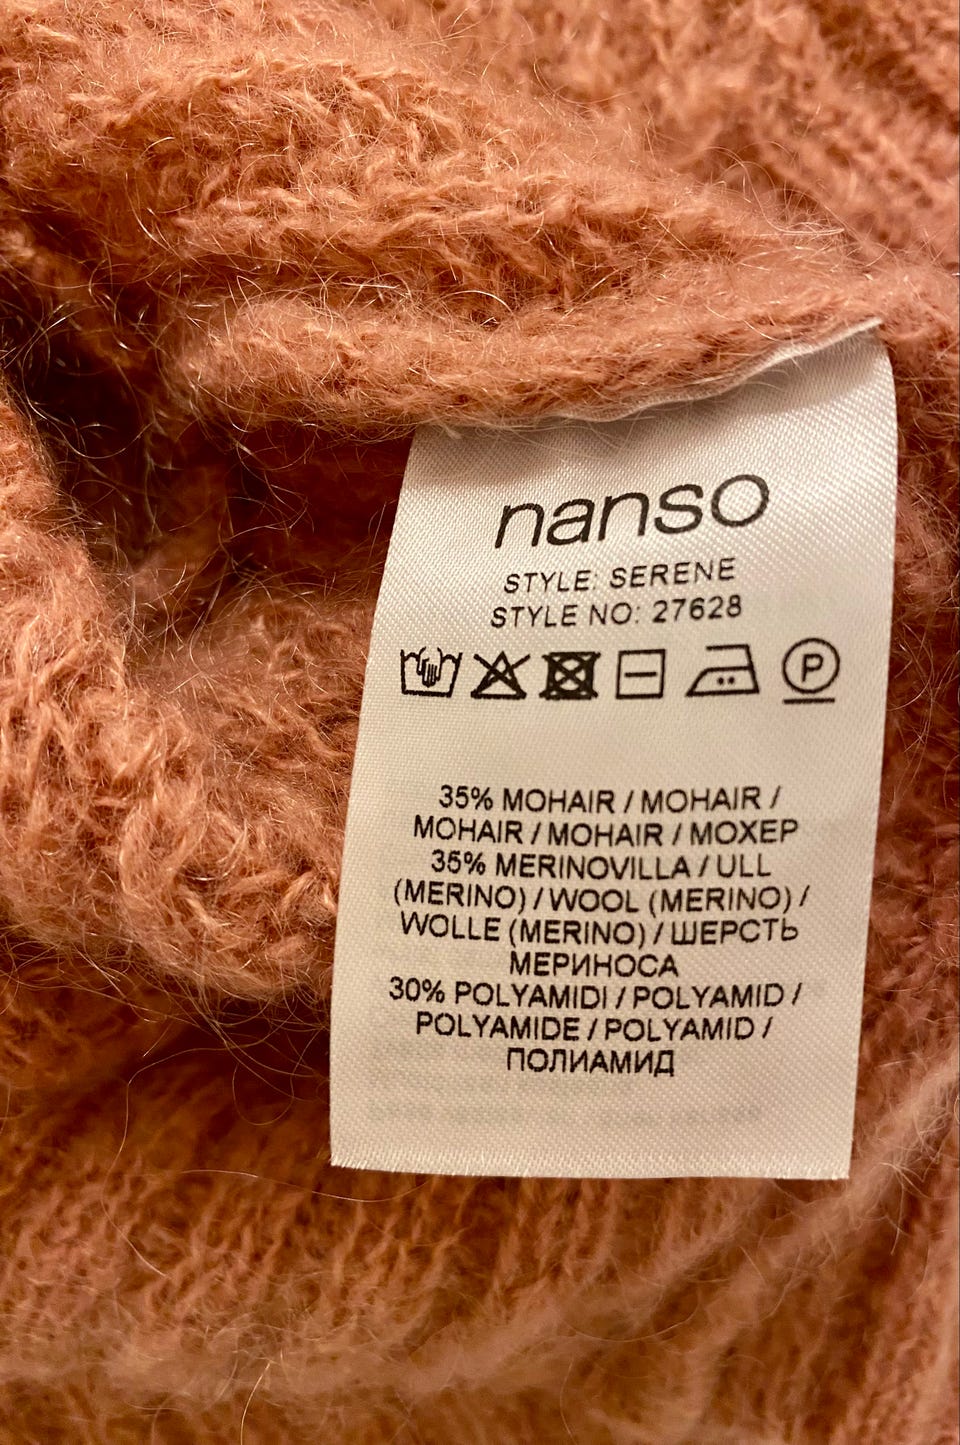 nanso
STYLE: SERENE
STYLE NO: 27628
P
35% MOHAIR / MOHAIR /
MOHAIR / MOHAIR / МОХЕР
35% MERINOVILLA / ULL
(MERINO) / WOOL (MERINO) /
WOLLE (MERINO) / ШЕРСТЬ
МЕРИНОСА
30% POLYAMIDI / POLYAMID /
POLYAMIDE / POLYAMID /
ПОЛИАМИД